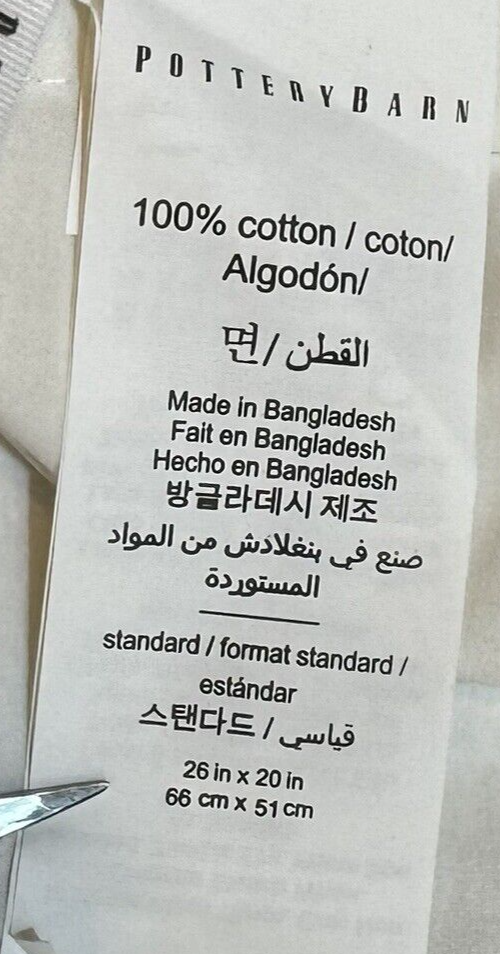 POTTERYBARN
100% cotton / coton/
Algodón/
면/ القطن
Made in Bangladesh
Fait en Bangladesh
Hecho en Bangladesh
방글라데시 제조
صنع في بنغلادش من المواد
المستوردة
standard / format standard /
estándar
스탠다드 / قياسي
26 in x 20 in
66 cm x 51 cm